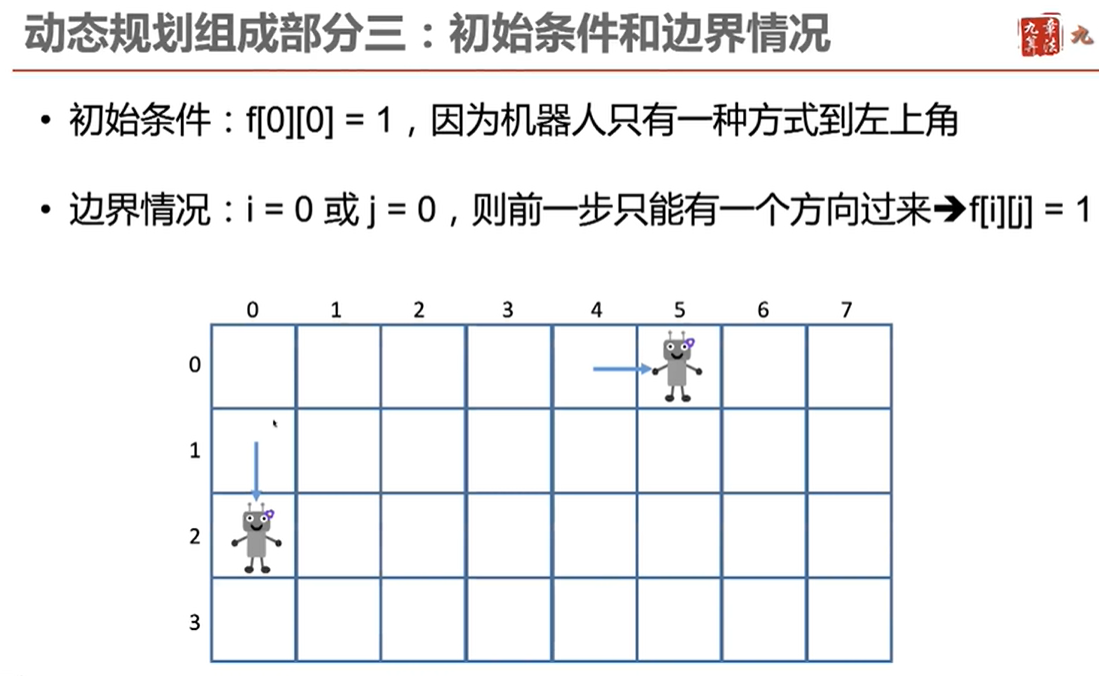 动态规划组成部分三：初始条件和边界情况
九章算法
九
• 初始条件：f[0][0] = 1，因为机器人只有一种方式到左上角
• 边界情况：i = 0 或 j = 0，则前一步只能有一个方向过来➔f[i][j] = 1
0 1 2 3 4 5 6 7
0
1
2
3